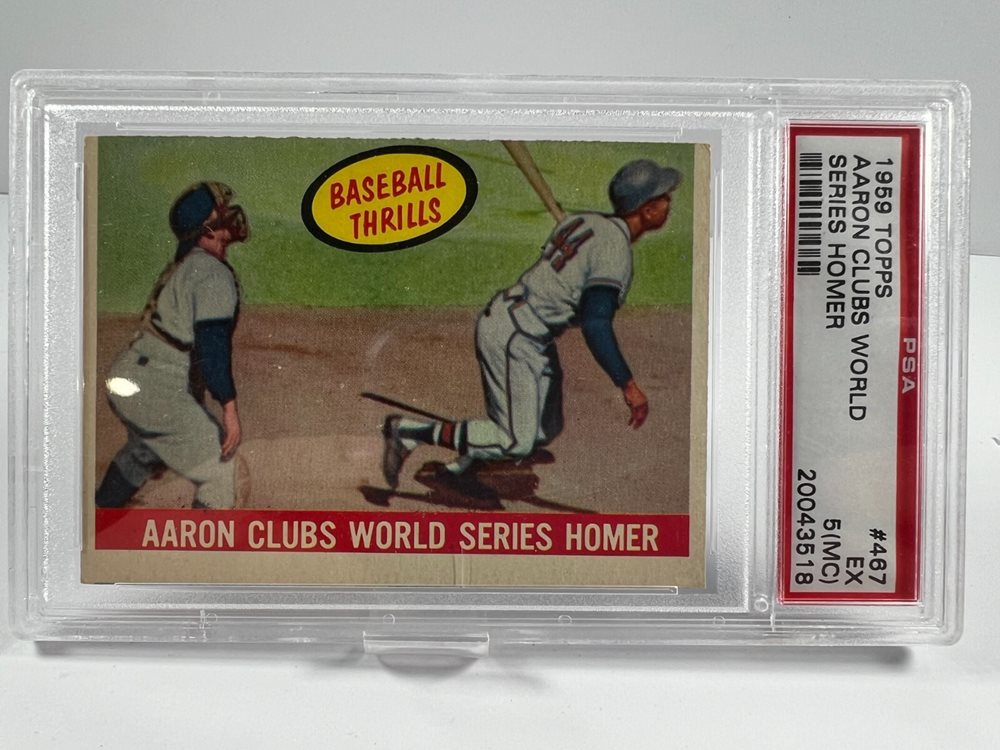 BASEBALL
THRILLS
44
AARON CLUBS WORLD SERIES HOMER
1959 TOPPS
AARON CLUBS WORLD
SERIES HOMER
PSA
#467
EX
5(MC)
20043518